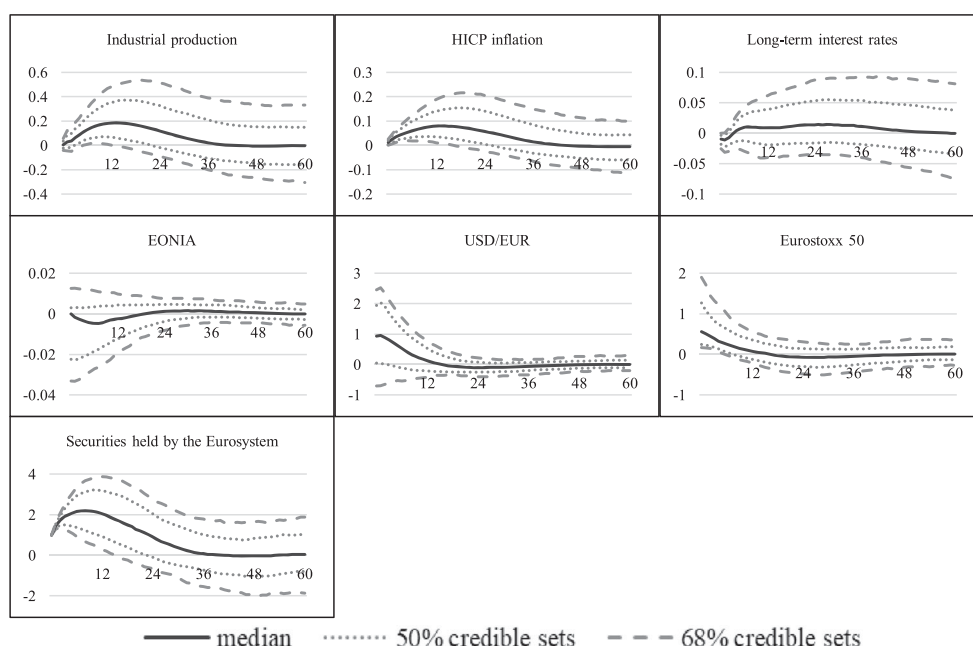 Industrial production
0.6
0.4
0.2
0
-0.2
-0.4
12 24 36 48 60
HICP inflation
0.3
0.2
0.1
0
0.1
0.2
12 24 36 48 60
Long-term interest rates
0.1
0.05
0
-0.05
-0.1
12 24 36 48 60
EONIA
0.02
0
-0.02
-0.04
12 24 36 48 60
USD/EUR
3
2
1
0
-1
12 24 36 48 60
Eurostoxx 50
2
1
0
-1
12 24 36 48 60
Securities held by the Eurosystem
4
2
0
-2
12 24 36 48 60
median 50% credible sets 68% credible sets